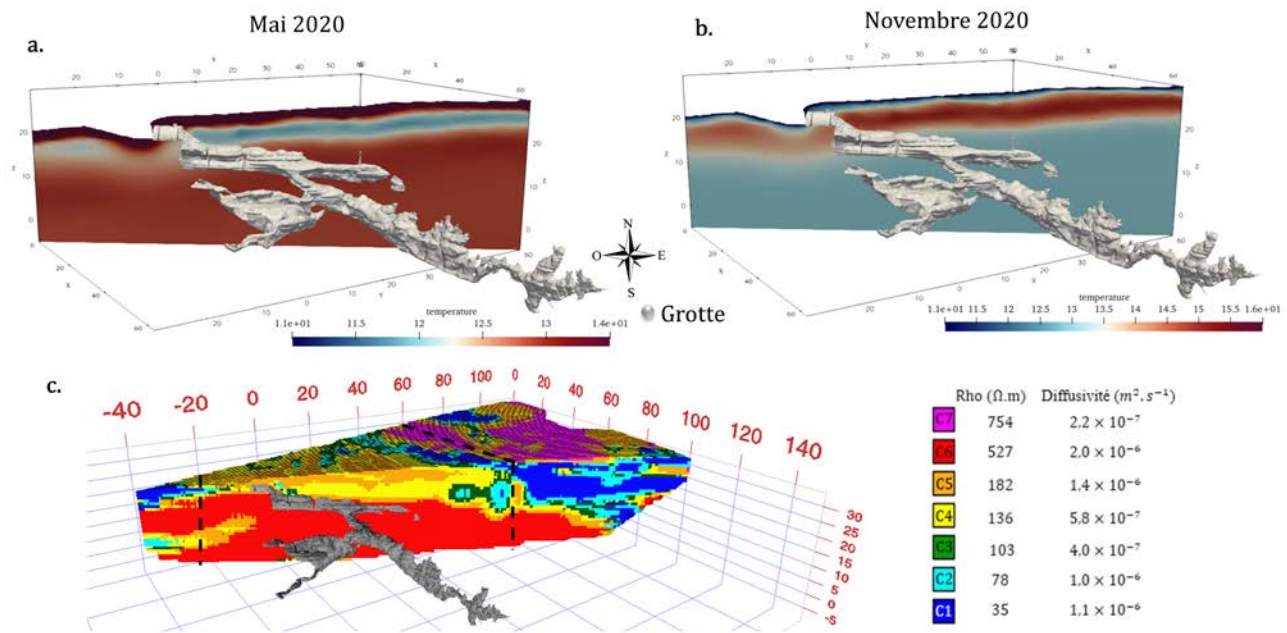 Mai 2020
Novembre 2020
a.
b.
N
O
E
S
Grotte
temperature
1.1e+01 11.5 12 12.5 13 1.4e+01
temperature
1.1e+01 12 12.5 13 13.5 14 14.5 15 15.5 1.6e+01
c.
-40 -20 0 20 40 60 80 100 0 20 40 60 80 100 120 140
30
25
20
15
10
5
0
-5
Rho (Ω.m) Diffusivité (m². s⁻¹)
C7 754 2.2 × 10⁻⁷
C6 527 2.0 × 10⁻⁶
C5 182 1.4 × 10⁻⁶
C4 136 5.8 × 10⁻⁷
C3 103 4.0 × 10⁻⁷
C2 78 1.0 × 10⁻⁶
C1 35 1.1 × 10⁻⁶